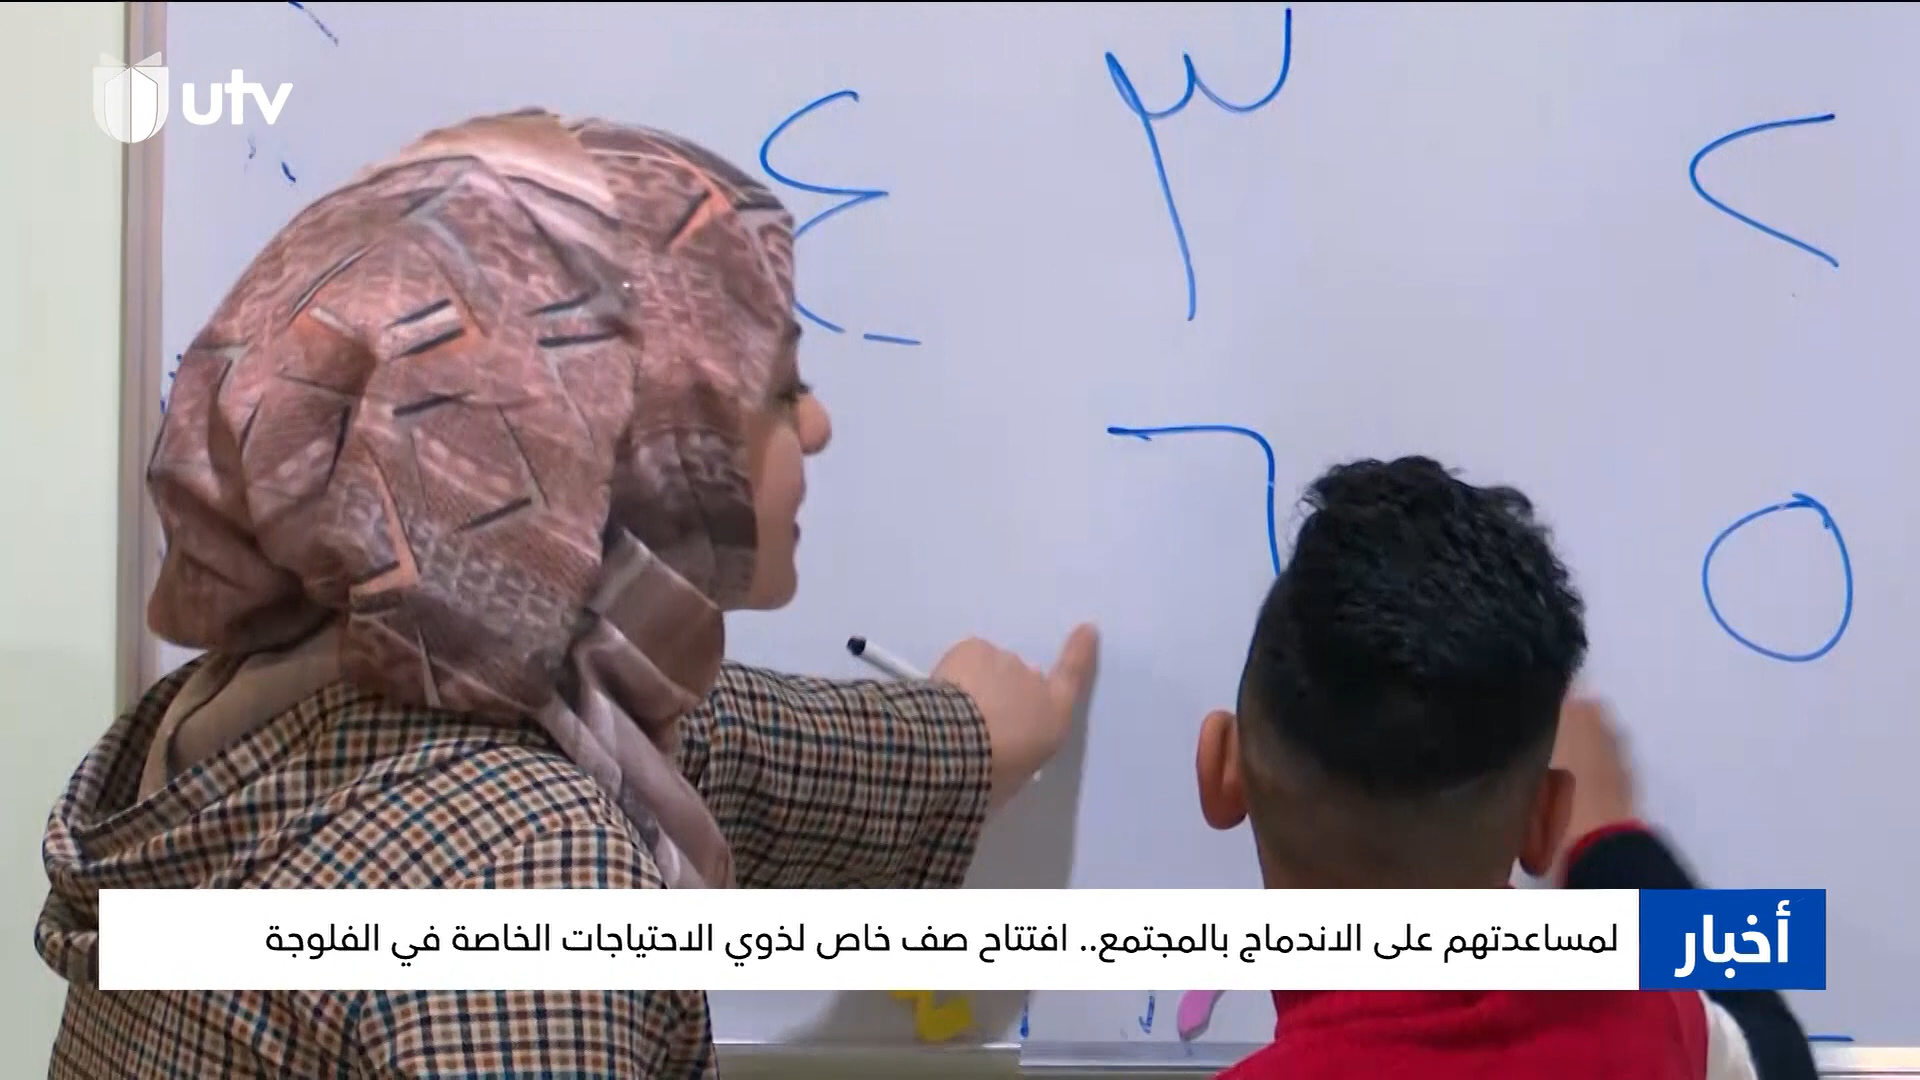 utv
٢ ٣ ٤
٥ ٦
أخبار
لمساعدتهم على الاندماج بالمجتمع.. افتتاح صف خاص لذوي الاحتياجات الخاصة في الفلوجة